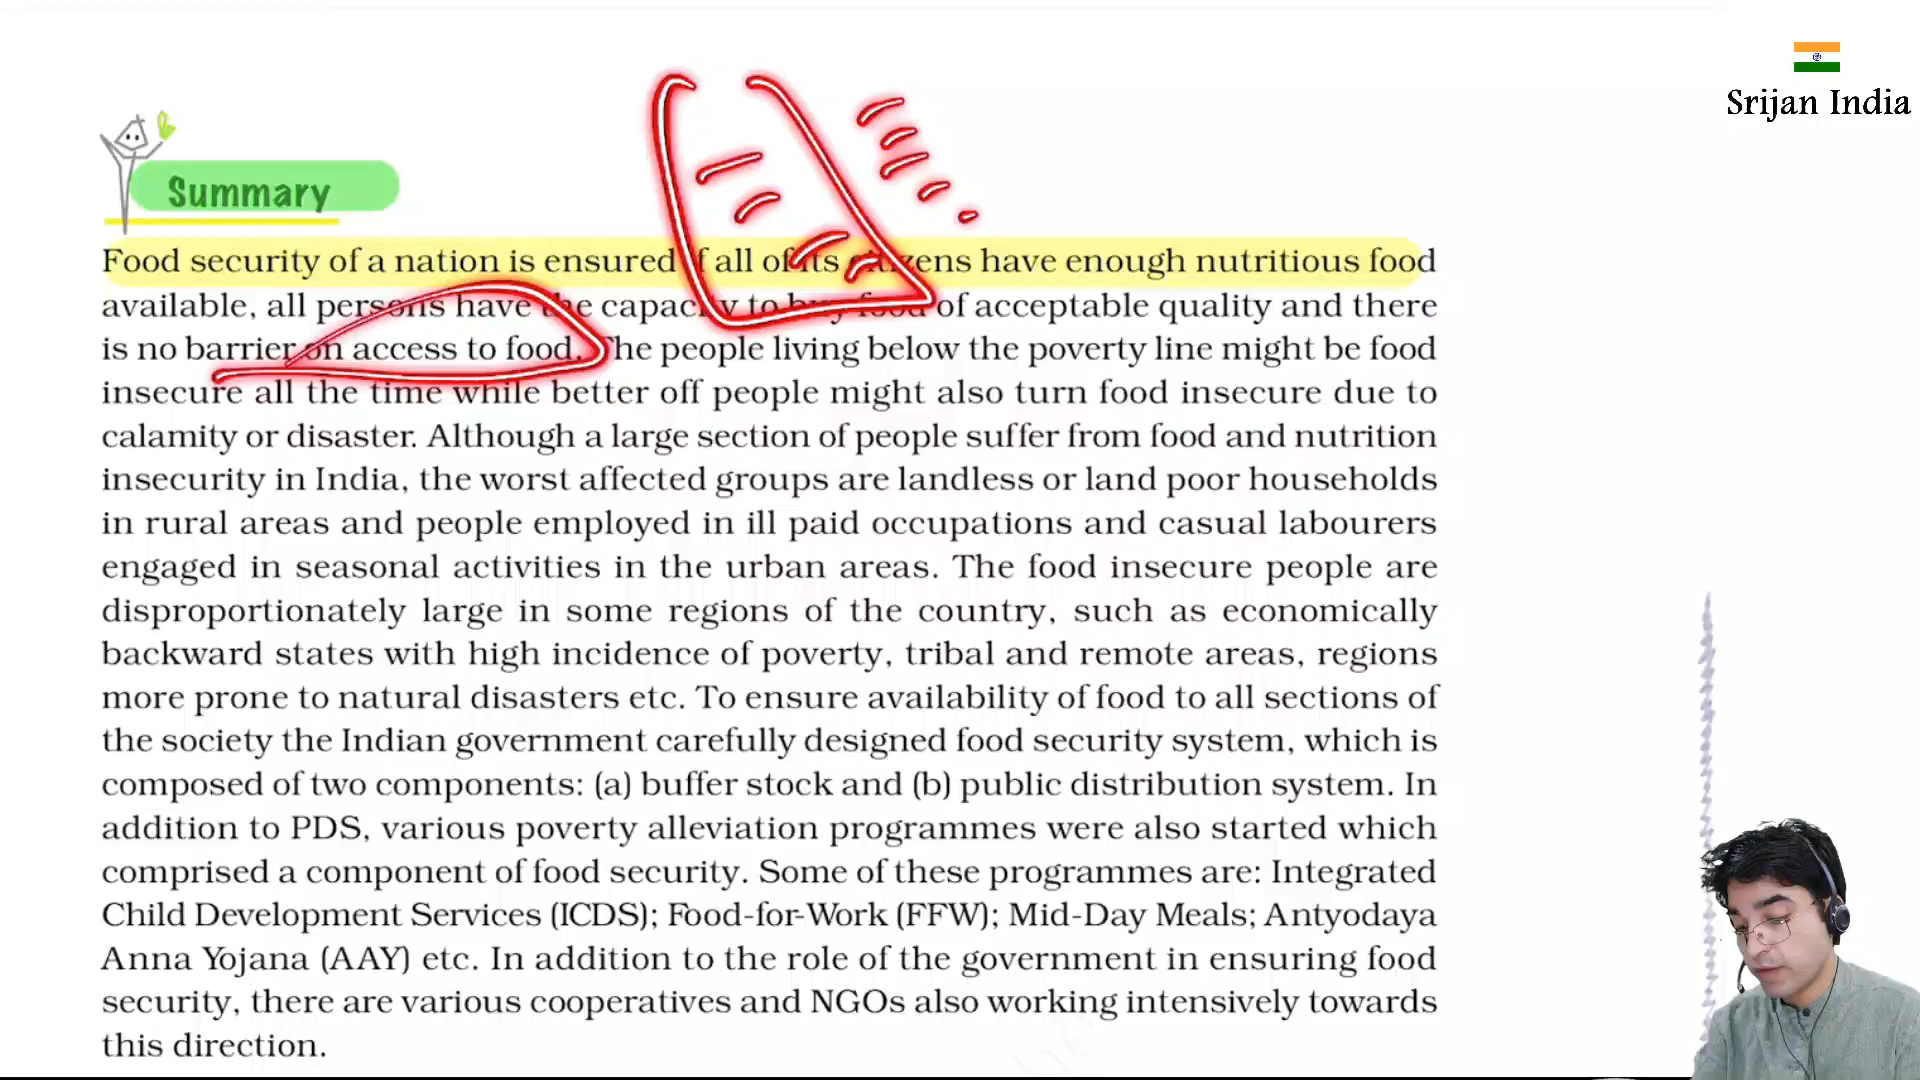 Srijan India
Summary
Food security of a nation is ensured if all of its citizens have enough nutritious food
available, all persons have the capacity to buy food of acceptable quality and there
is no barrier on access to food. The people living below the poverty line might be food
insecure all the time while better off people might also turn food insecure due to
calamity or disaster. Although a large section of people suffer from food and nutrition
insecurity in India, the worst affected groups are landless or land poor households
in rural areas and people employed in ill paid occupations and casual labourers
engaged in seasonal activities in the urban areas. The food insecure people are
disproportionately large in some regions of the country, such as economically
backward states with high incidence of poverty, tribal and remote areas, regions
more prone to natural disasters etc. To ensure availability of food to all sections of
the society the Indian government carefully designed food security system, which is
composed of two components: (a) buffer stock and (b) public distribution system. In
addition to PDS, various poverty alleviation programmes were also started which
comprised a component of food security. Some of these programmes are: Integrated
Child Development Services (ICDS); Food-for-Work (FFW); Mid-Day Meals; Antyodaya
Anna Yojana (AAY) etc. In addition to the role of the government in ensuring food
security, there are various cooperatives and NGOs also working intensively towards
this direction.